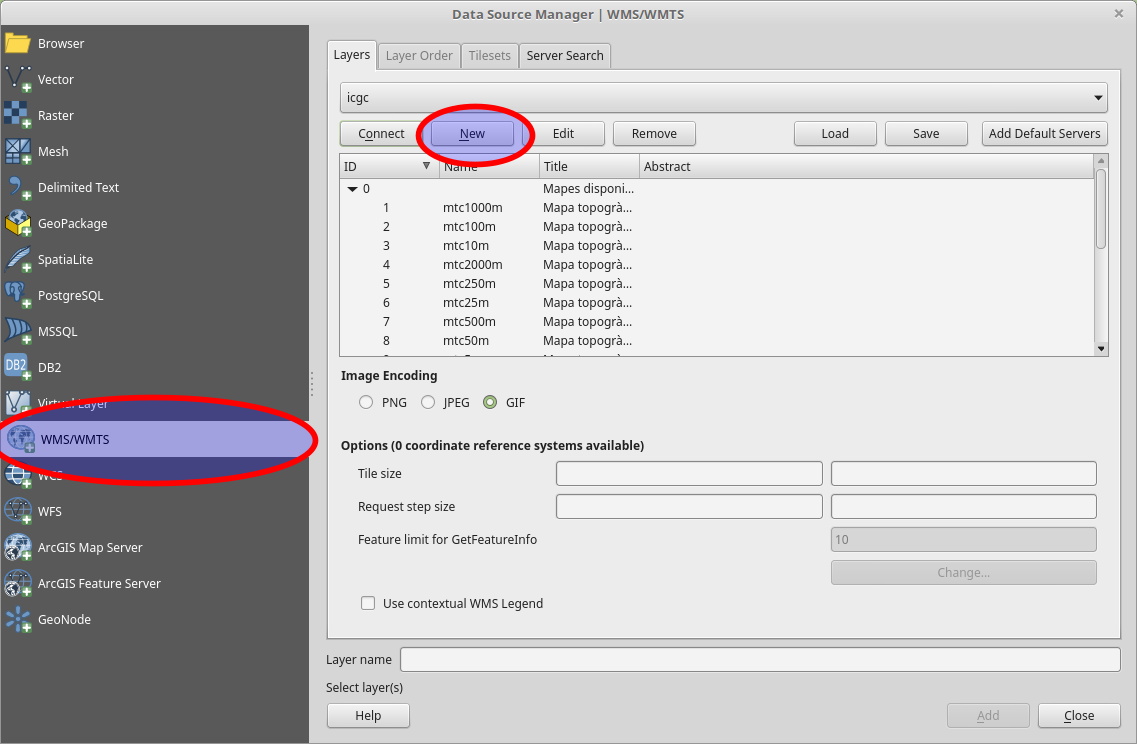 Data Source Manager | WMS/WMTS
Browser
Vector
Raster
Mesh
Delimited Text
GeoPackage
SpatiaLite
PostgreSQL
MSSQL
DB2
DB2
Virtual Layer
WMS/WMTS
WCS
WFS
ArcGIS Map Server
ArcGIS Feature Server
GeoNode
Layers Layer Order Tilesets Server Search
icgc
Connect New Edit Remove Load Save Add Default Servers
ID Name Title Abstract
0 Mapes disponi...
1 mtc1000m Mapa topogrà...
2 mtc100m Mapa topogrà...
3 mtc10m Mapa topogrà...
4 mtc2000m Mapa topogrà...
5 mtc250m Mapa topogrà...
6 mtc25m Mapa topogrà...
7 mtc500m Mapa topogrà...
8 mtc50m Mapa topogrà...
Image Encoding
PNG JPEG GIF
Options (0 coordinate reference systems available)
Tile size
Request step size
Feature limit for GetFeatureInfo 10
Change...
Use contextual WMS Legend
Layer name
Select layer(s)
Help Add Close